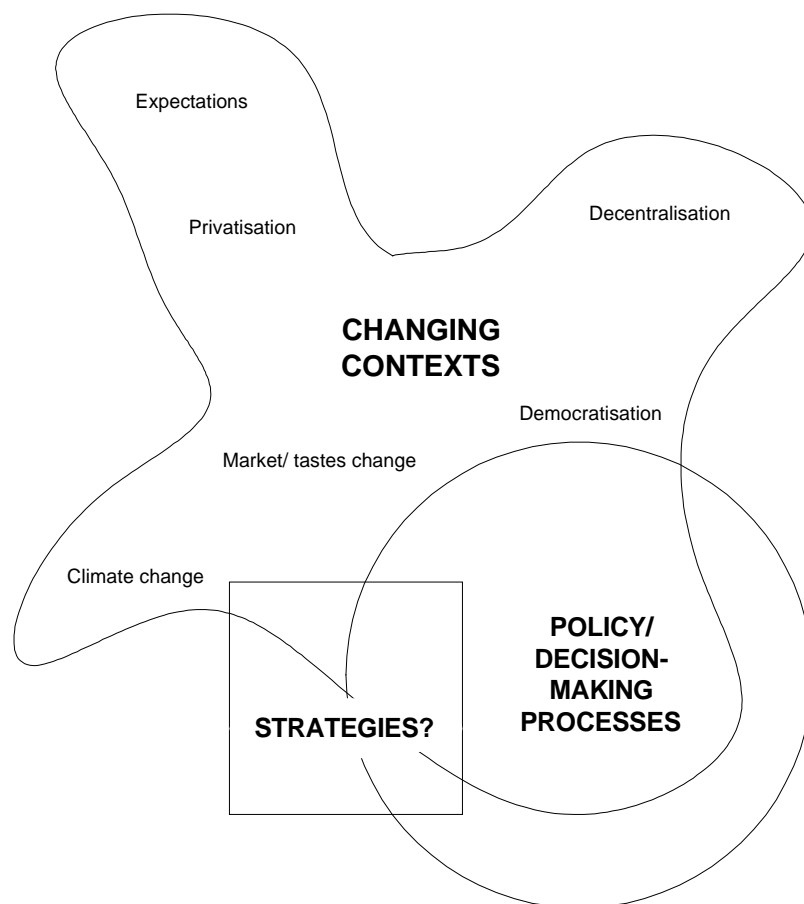 Expectations
Privatisation
Decentralisation
CHANGING
CONTEXTS
Democratisation
Market/ tastes change
Climate change
POLICY/
DECISION-
MAKING
PROCESSES
STRATEGIES?